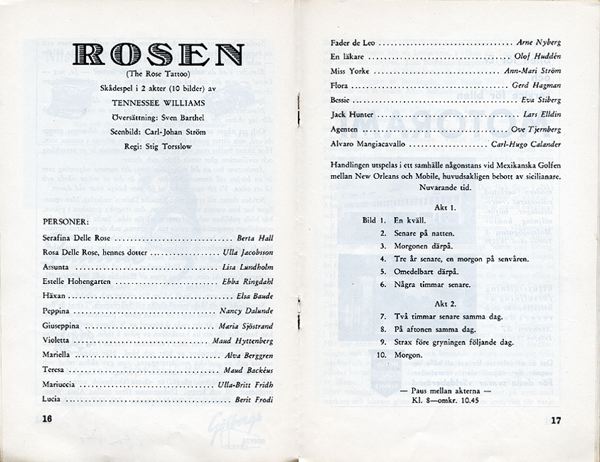 ROSEN
(The Rose Tattoo)
Skådespel i 2 akter (10 bilder) av
TENNESSEE WILLIAMS
Översättning: Sven Barthel
Scenbild: Carl-Johan Ström
Regi: Stig Torsslow
PERSONER:
Serafina Delle Rose .............................. Berta Hall
Rosa Delle Rose, hennes dotter .................. Ulla Jacobsson
Assunta .................................... Lisa Lundholm
Estelle Hohengarten .......................... Ebba Ringdahl
Häxan ........................................ Elsa Baude
Peppina .................................... Nancy Dalunde
Giuseppina ................................ Maria Sjöstrand
Violetta .................................. Maud Hyttenberg
Mariella .................................... Alva Berggren
Teresa ...................................... Maud Backéus
Mariuccia ................................ Ulla-Britt Fridh
Lucia ........................................ Berit Frodi
16
Fader de Leo .................................. Arne Nyberg
En läkare .................................... Olof Huddén
Miss Yorke .............................. Ann-Mari Ström
Flora ........................................ Gerd Hagman
Bessie ........................................ Eva Stiberg
Jack Hunter .................................. Lars Elldin
Agenten .................................... Ove Tjernberg
Alvaro Mangiacavallo .................. Carl-Hugo Calander
Handlingen utspelas i ett samhälle någonstans vid Mexikanska Golfen
mellan New Orleans och Mobile, huvudsakligen bebott av sicilianare.
Nuvarande tid.
Akt 1.
Bild 1. En kväll.
2. Senare på natten.
3. Morgonen därpå.
4. Tre år senare, en morgon på senvåren.
5. Omedelbart därpå.
6. Några timmar senare.
Akt 2.
7. Två timmar senare samma dag.
8. På aftonen samma dag.
9. Strax före gryningen följande dag.
10. Morgon.
— Paus mellan akterna —
Kl. 8—omkr. 10.45
17